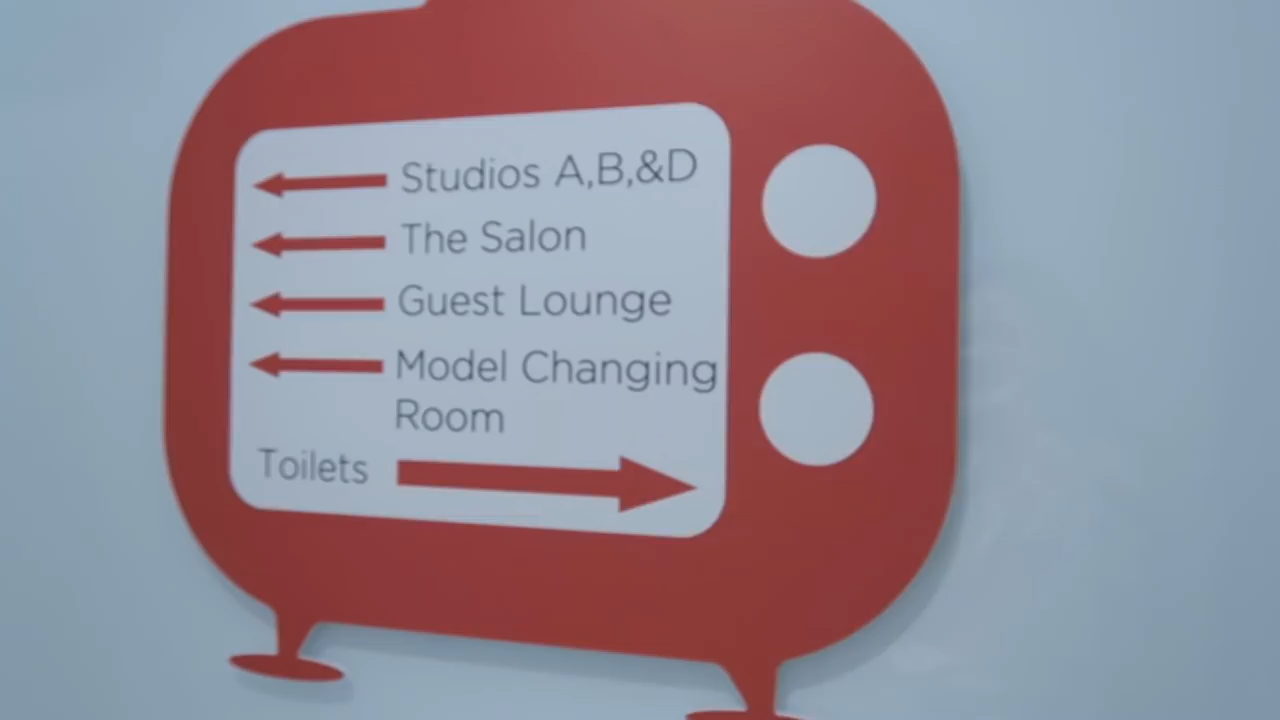 Studios A,B,&D
The Salon
Guest Lounge
Model Changing
Room
Toilets